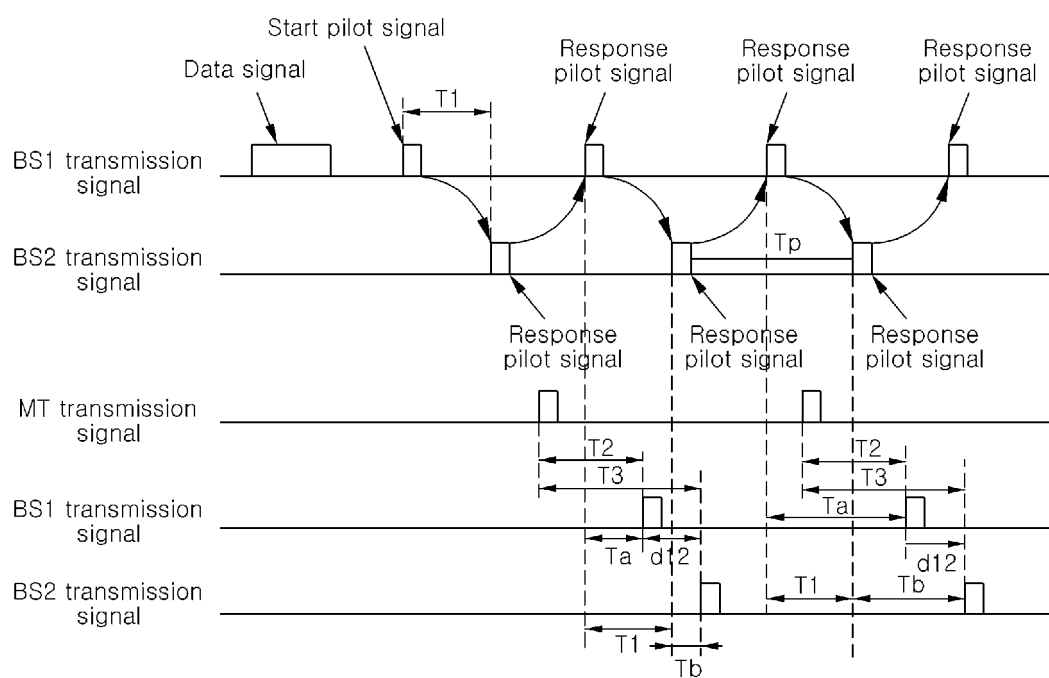 Start pilot signal
Data signal
Response
pilot signal
Response
pilot signal
Response
pilot signal
T1
BS1 transmission
signal
BS2 transmission
signal
Tp
Response
pilot signal
Response
pilot signal
Response
pilot signal
MT transmission
signal
T2
T3
T2
T3
BS1 transmission
signal
Ta
Ta
d12
d12
BS2 transmission
signal
T1
Tb
T1
Tb